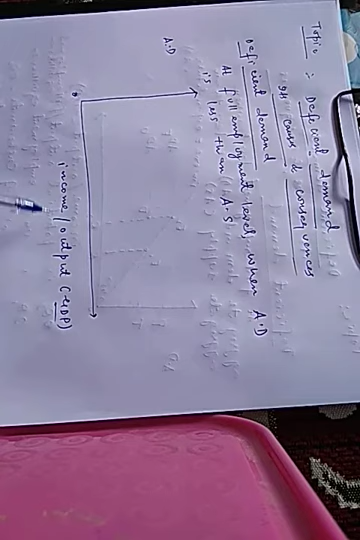 Topic : Deficient demand
its causes & consequences
Deficient demand
At full employment level, when A.D
is less than A.S
A.D
o
income/output (GDP)